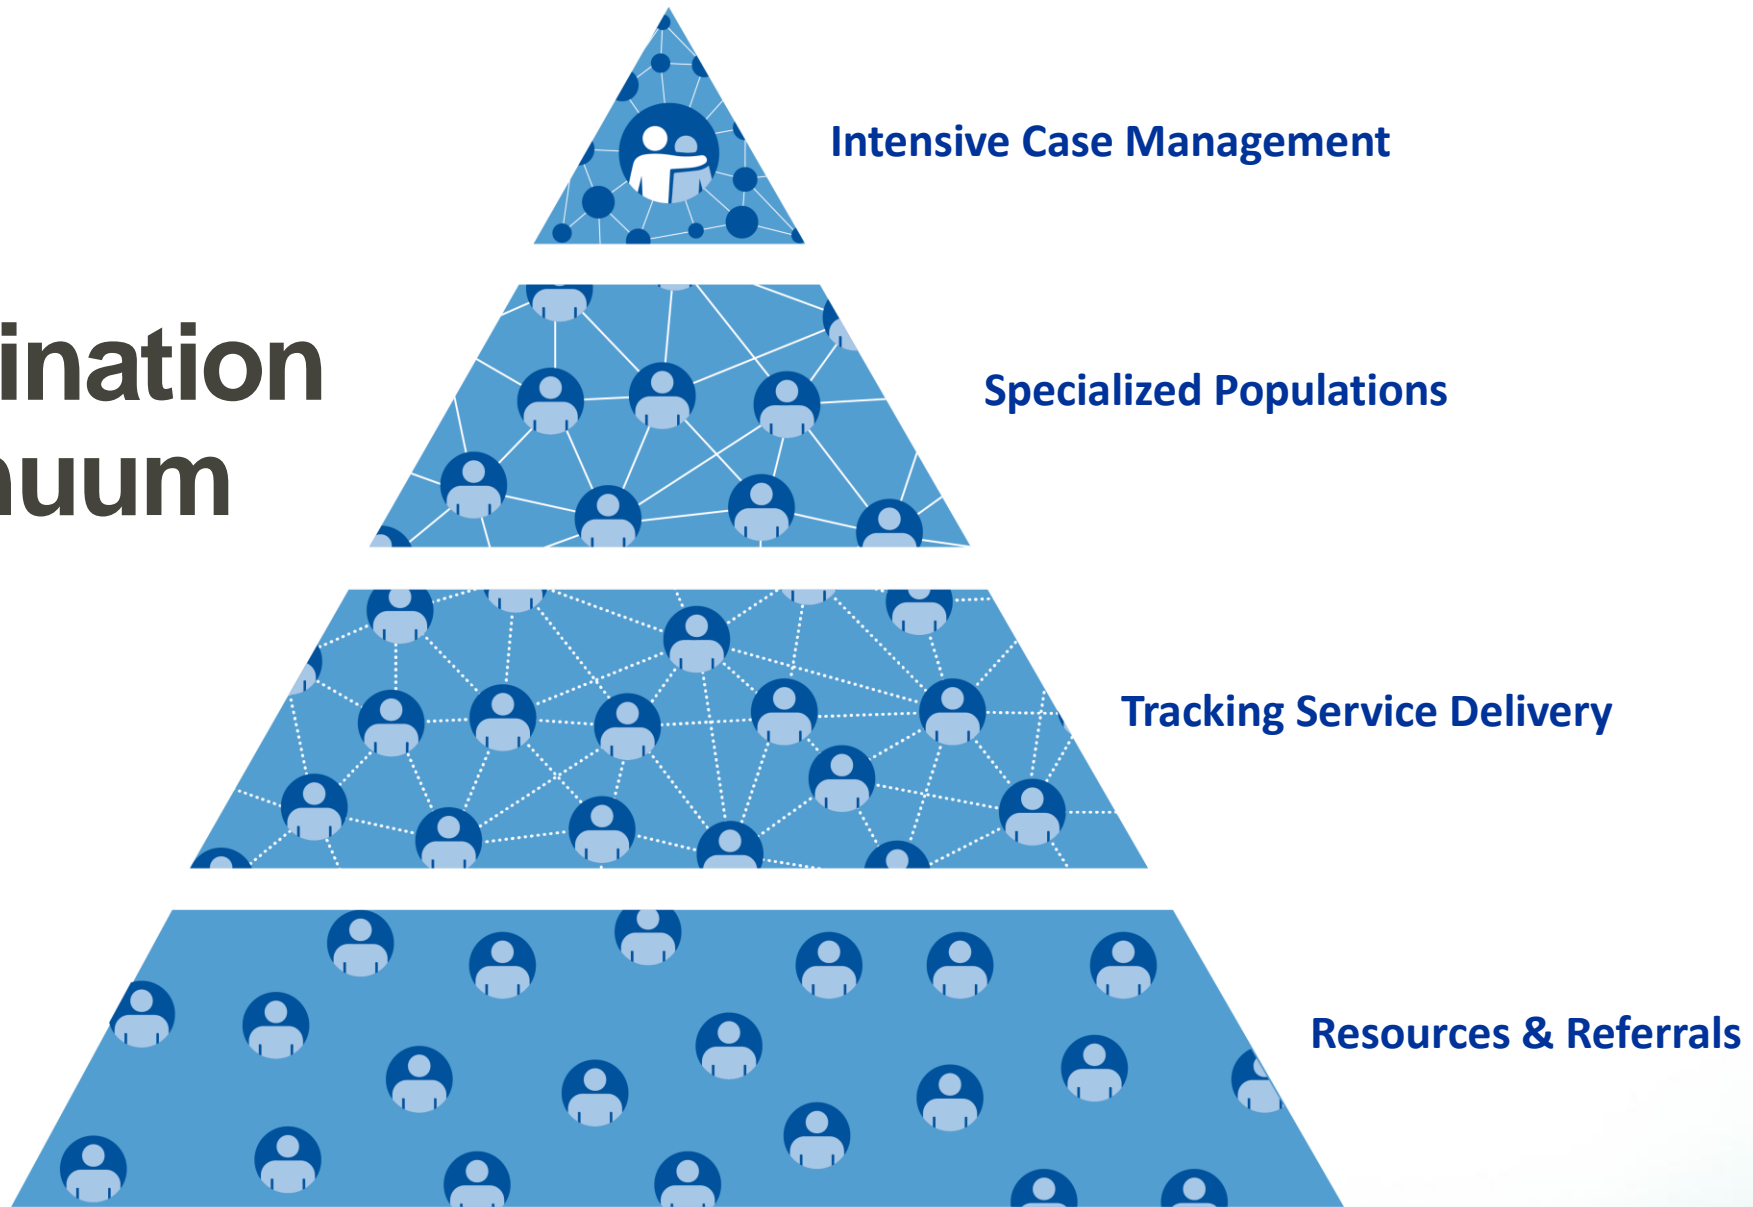 Intensive Case Management
ination
nuum
Specialized Populations
Tracking Service Delivery
Resources & Referrals